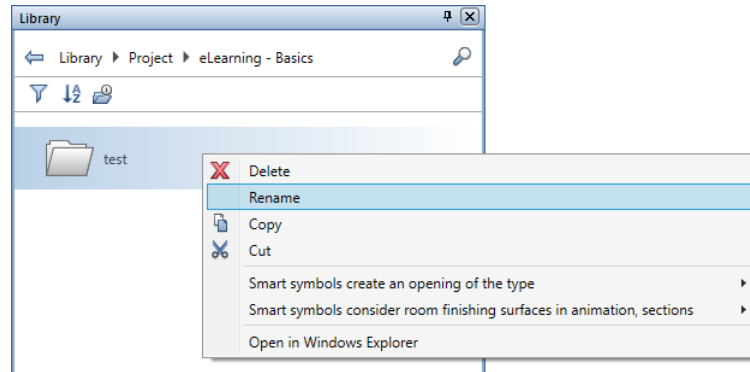 Library
Library Project eLearning - Basics
test
Delete
Rename
Copy
Cut
Smart symbols create an opening of the type
Smart symbols consider room finishing surfaces in animation, sections
Open in Windows Explorer